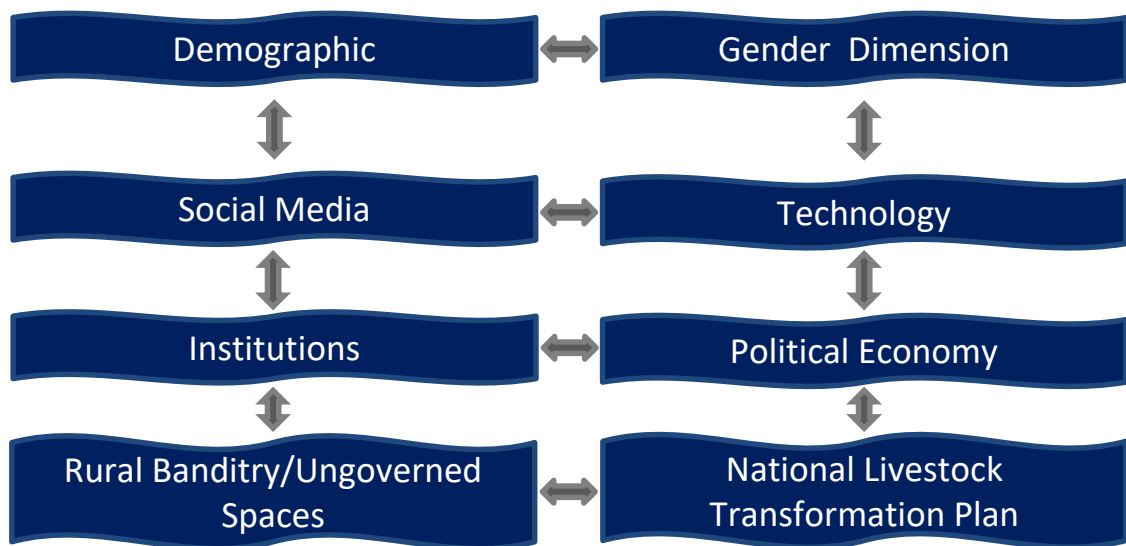 Demographic
Gender Dimension
Social Media
Technology
Institutions
Political Economy
Rural Banditry/Ungoverned
Spaces
National Livestock
Transformation Plan